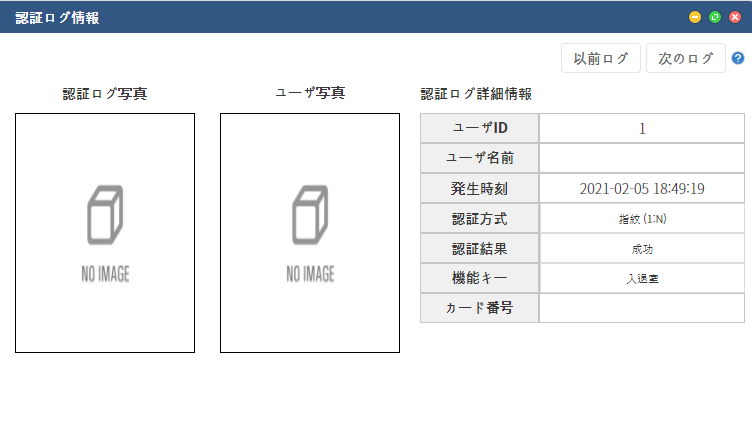 認証ログ情報
以前ログ 次のログ ?
認証ログ写真 ユーザ写真 認証ログ詳細情報
NO IMAGE NO IMAGE
ユーザID 1
ユーザ名前
発生時刻 2021-02-05 18:49:19
認証方式 指紋 (1:N)
認証結果 成功
機能キー 入退室
カード番号